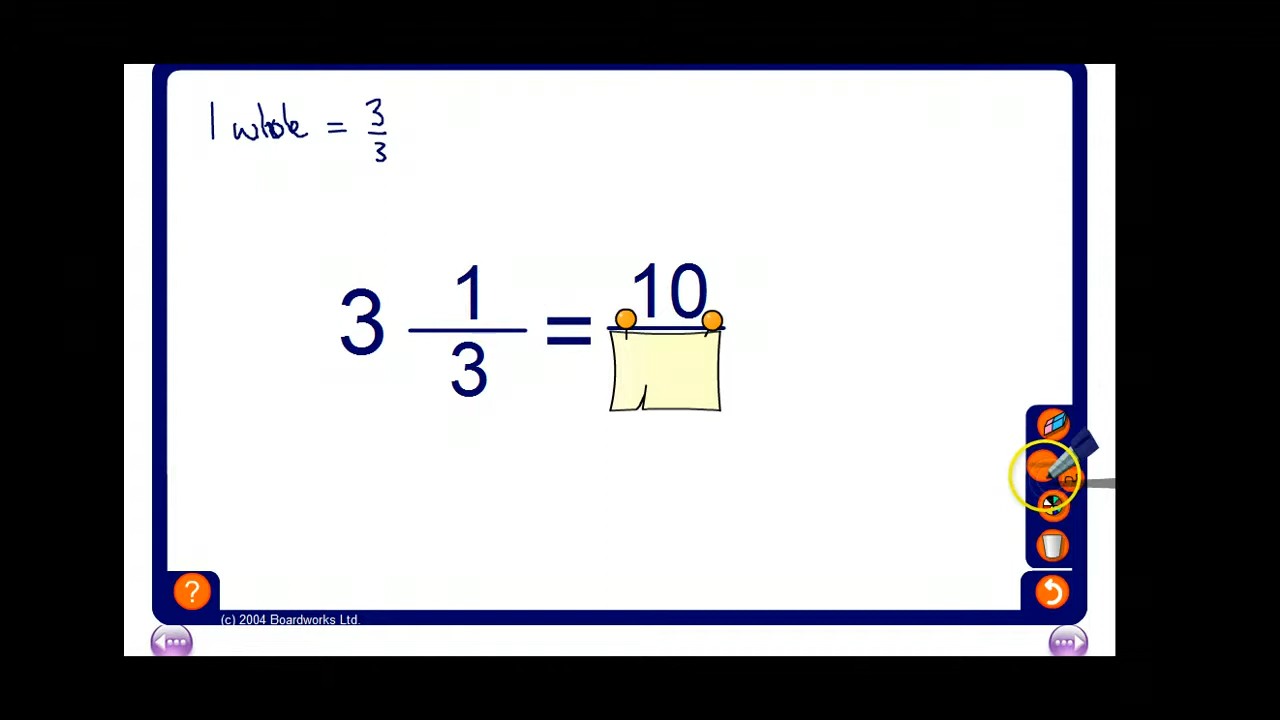 1 whole = 3/3
3 1/3 = 10
?
(c) 2004 Boardworks Ltd.